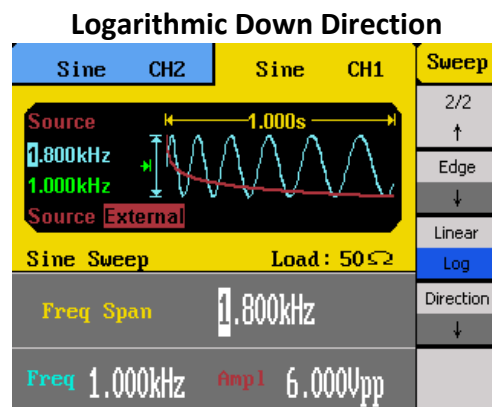 Logarithmic Down Direction
Sine CH2 Sine CH1 Sweep
2/2
↑
Source 1.000s
1.800kHz
Edge
↓
1.000kHz
Source External
Linear
Sine Sweep Load: 50Ω
Log
Direction
↓
Freq Span 1.800kHz
Freq 1.000kHz Ampl 6.000Vpp